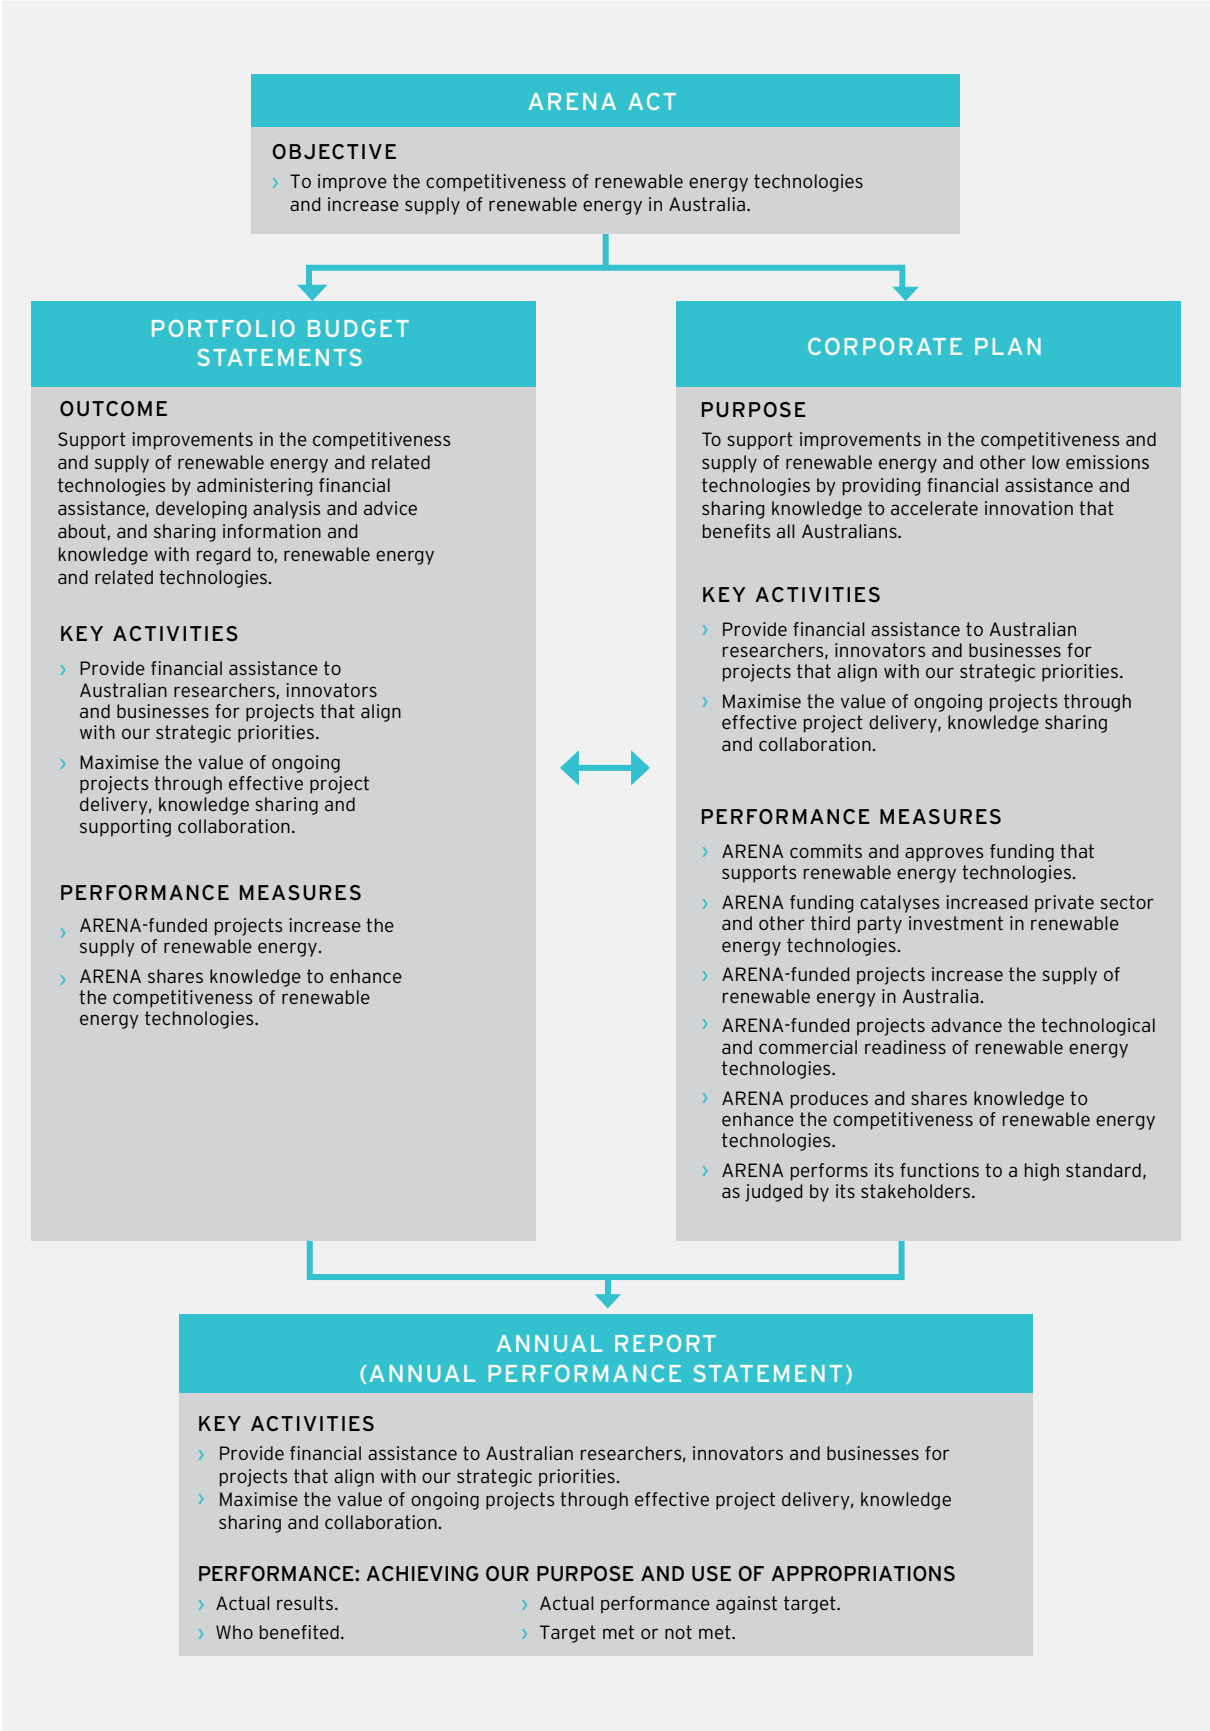 ARENA ACT
OBJECTIVE
› To improve the competitiveness of renewable energy technologies
and increase supply of renewable energy in Australia.
PORTFOLIO BUDGET
STATEMENTS
OUTCOME
Support improvements in the competitiveness
and supply of renewable energy and related
technologies by administering financial
assistance, developing analysis and advice
about, and sharing information and
knowledge with regard to, renewable energy
and related technologies.
KEY ACTIVITIES
› Provide financial assistance to
Australian researchers, innovators
and businesses for projects that align
with our strategic priorities.
› Maximise the value of ongoing
projects through effective project
delivery, knowledge sharing and
supporting collaboration.
PERFORMANCE MEASURES
› ARENA-funded projects increase the
supply of renewable energy.
› ARENA shares knowledge to enhance
the competitiveness of renewable
energy technologies.
CORPORATE PLAN
PURPOSE
To support improvements in the competitiveness and
supply of renewable energy and other low emissions
technologies by providing financial assistance and
sharing knowledge to accelerate innovation that
benefits all Australians.
KEY ACTIVITIES
› Provide financial assistance to Australian
researchers, innovators and businesses for
projects that align with our strategic priorities.
› Maximise the value of ongoing projects through
effective project delivery, knowledge sharing
and collaboration.
PERFORMANCE MEASURES
› ARENA commits and approves funding that
supports renewable energy technologies.
› ARENA funding catalyses increased private sector
and other third party investment in renewable
energy technologies.
› ARENA-funded projects increase the supply of
renewable energy in Australia.
› ARENA-funded projects advance the technological
and commercial readiness of renewable energy
technologies.
› ARENA produces and shares knowledge to
enhance the competitiveness of renewable energy
technologies.
› ARENA performs its functions to a high standard,
as judged by its stakeholders.
ANNUAL REPORT
(ANNUAL PERFORMANCE STATEMENT)
KEY ACTIVITIES
› Provide financial assistance to Australian researchers, innovators and businesses for
projects that align with our strategic priorities.
› Maximise the value of ongoing projects through effective project delivery, knowledge
sharing and collaboration.
PERFORMANCE: ACHIEVING OUR PURPOSE AND USE OF APPROPRIATIONS
› Actual results.
› Who benefited.
› Actual performance against target.
› Target met or not met.